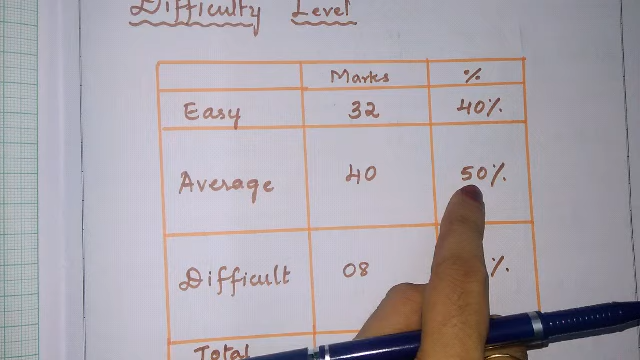 Difficulty Level
Marks %
Easy 32 40%
Average 40 50%
Difficult 08 %
Total